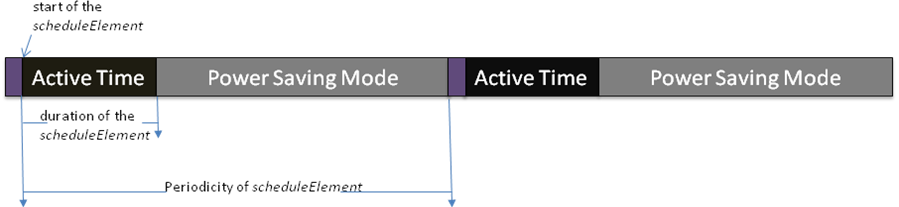 start of the
scheduleElement
Active Time
Power Saving Mode
Active Time
Power Saving Mode
duration of the
scheduleElement
Periodicity of scheduleElement